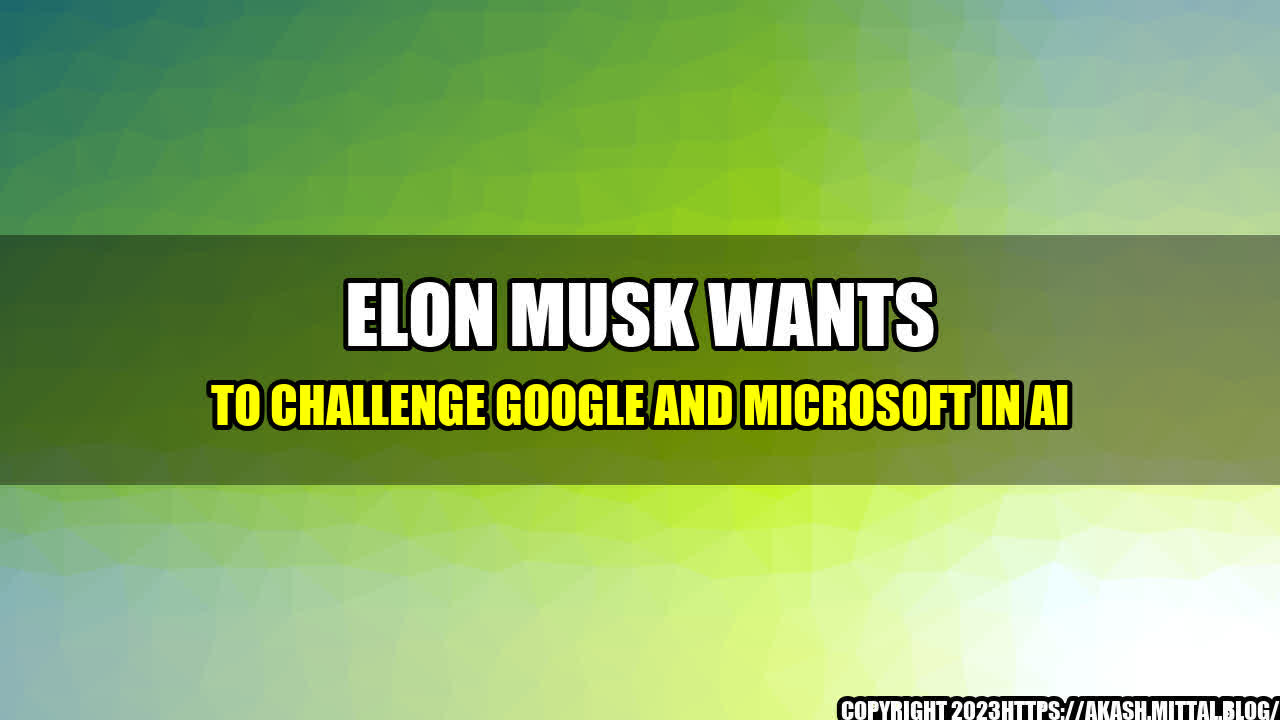 ELON MUSK WANTS
TO CHALLENGE GOOGLE AND MICROSOFT IN AI
COPYRIGHT 2023HTTPS://AKASH.MITTAL.BLOG/